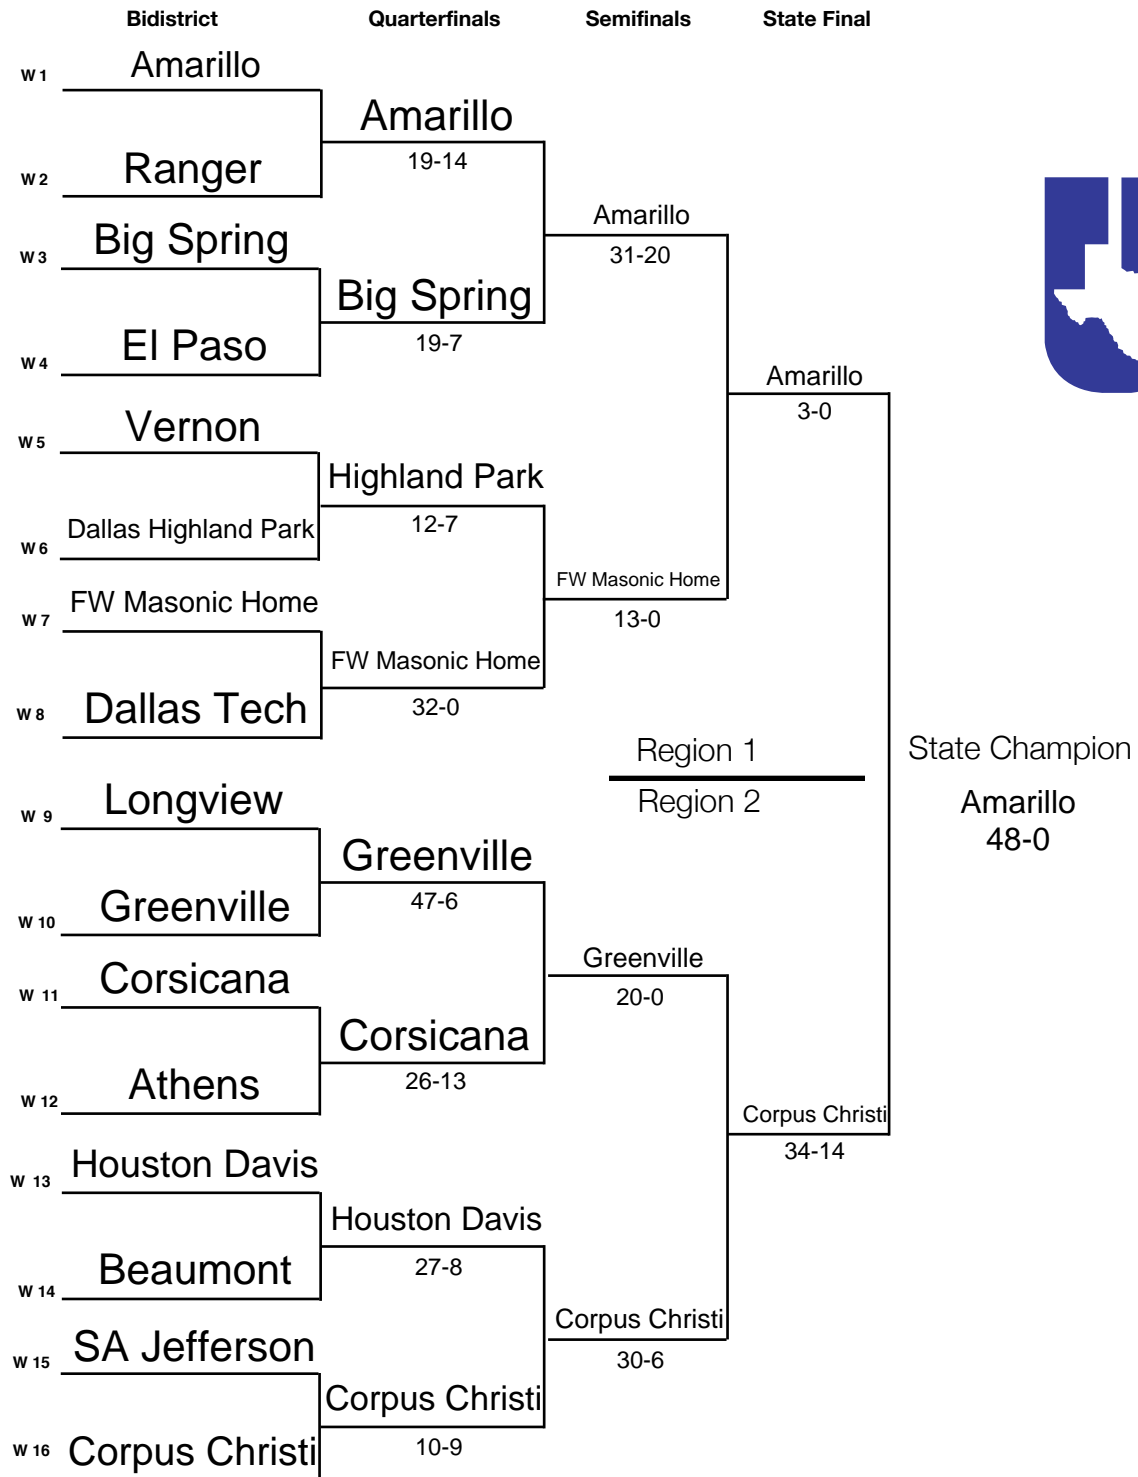 Bidistrict Quarterfinals Semifinals State Final
W 1 Amarillo
Amarillo
19-14
W 2 Ranger
Amarillo
31-20
W 3 Big Spring
Big Spring
19-7
W 4 El Paso
Amarillo
3-0
W 5 Vernon
Highland Park
12-7
W 6 Dallas Highland Park
FW Masonic Home
13-0
W 7 FW Masonic Home
FW Masonic Home
32-0
W 8 Dallas Tech
Region 1
Region 2
State Champion
Amarillo
48-0
W 9 Longview
Greenville
47-6
W 10 Greenville
Greenville
20-0
W 11 Corsicana
Corsicana
26-13
W 12 Athens
Corpus Christi
34-14
W 13 Houston Davis
Houston Davis
27-8
W 14 Beaumont
Corpus Christi
30-6
W 15 SA Jefferson
Corpus Christi
10-9
W 16 Corpus Christi